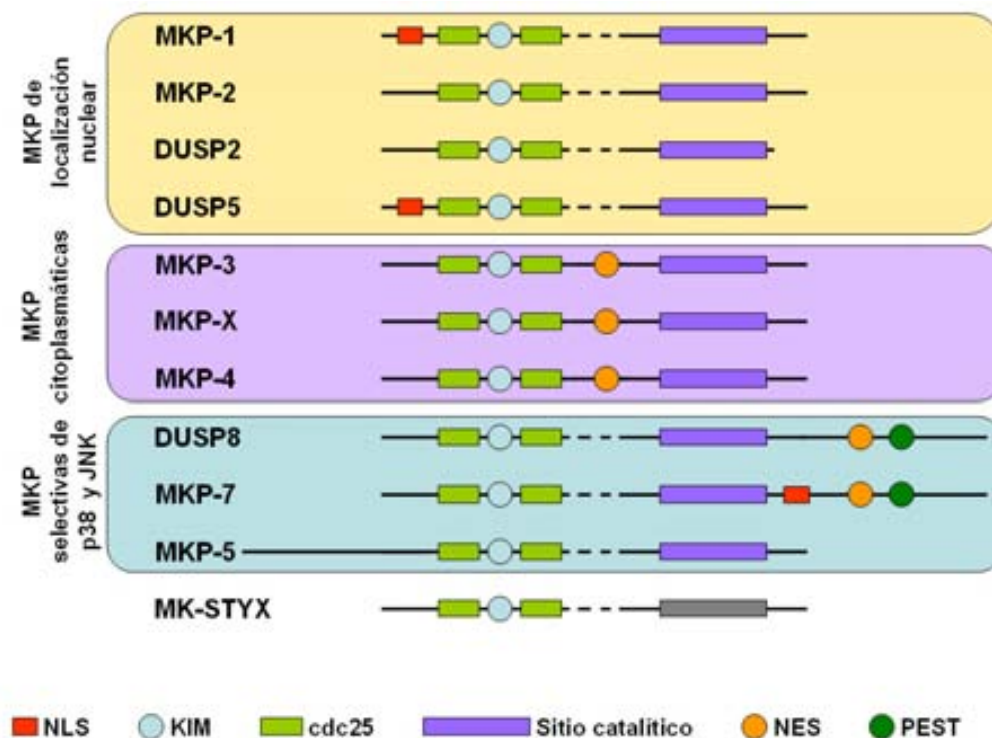 MKP de
localización
nuclear
MKP-1
MKP-2
DUSP2
DUSP5
MKP
citoplasmáticas
MKP-3
MKP-X
MKP-4
MKP
selectivas de
p38 y JNK
DUSP8
MKP-7
MKP-5
MK-STYX
NLS
KIM
cdc25
Sitio catalítico
NES
PEST